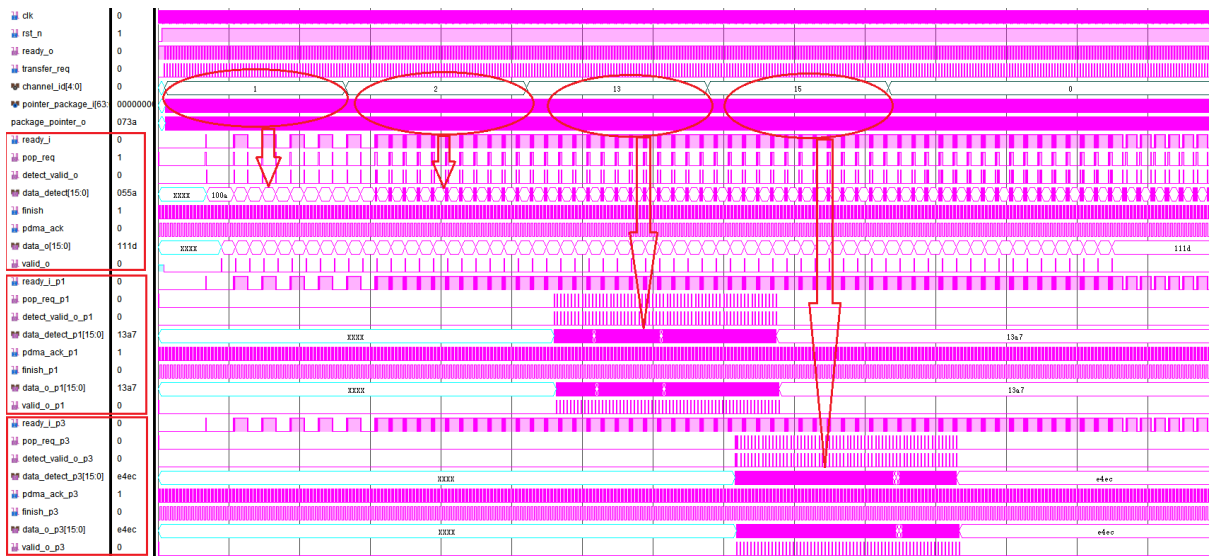 clk 0
rst_n 1
ready_o 0
transfer_req 0
channel_id[4:0] 0 1 2 13 15 0
pointer_package_i[63: 00000000
package_pointer_o 073a
ready_i 0
pop_req 1
detect_valid_o 0
data_detect[15:0] 055a XXXX 100a
finish 1
pdma_ack 0
data_o[15:0] 111d XXXX 111d
valid_o 0
ready_i_p1 0
pop_req_p1 0
detect_valid_o_p1 0
data_detect_p1[15:0] 13a7 XXXX 13a7
pdma_ack_p1 1
finish_p1 0
data_o_p1[15:0] 13a7 XXXX 13a7
valid_o_p1 0
ready_i_p3 0
pop_req_p3 0
detect_valid_o_p3 0
data_detect_p3[15:0] e4ec XXXX e4ec
pdma_ack_p3 1
finish_p3 0
data_o_p3[15:0] e4ec XXXX e4ec
valid_o_p3 0